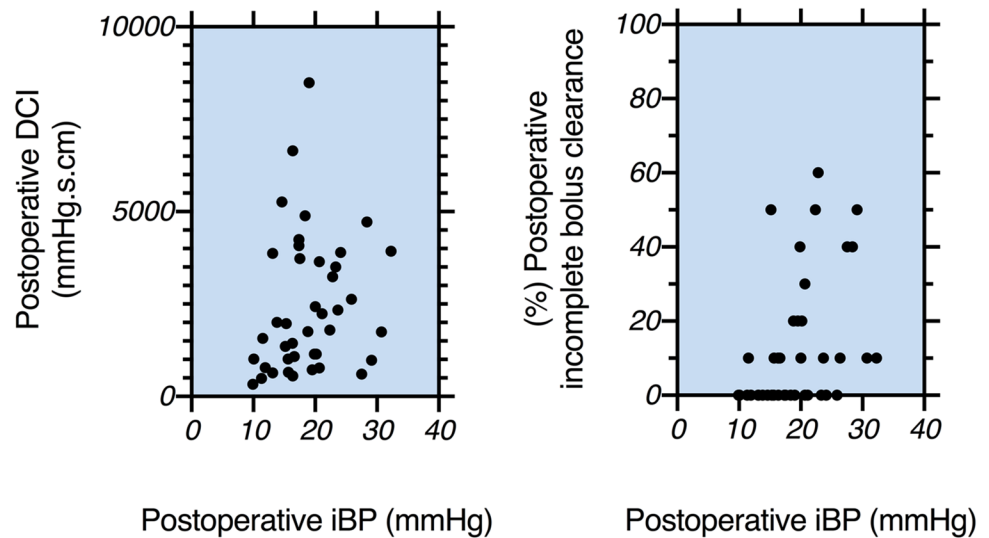 10000
5000
0
0 10 20 30 40
Postoperative DCI
(mmHg.s.cm)
Postoperative iBP (mmHg)
100
80
60
40
20
0
0 10 20 30 40
(%) Postoperative
incomplete bolus clearance
Postoperative iBP (mmHg)